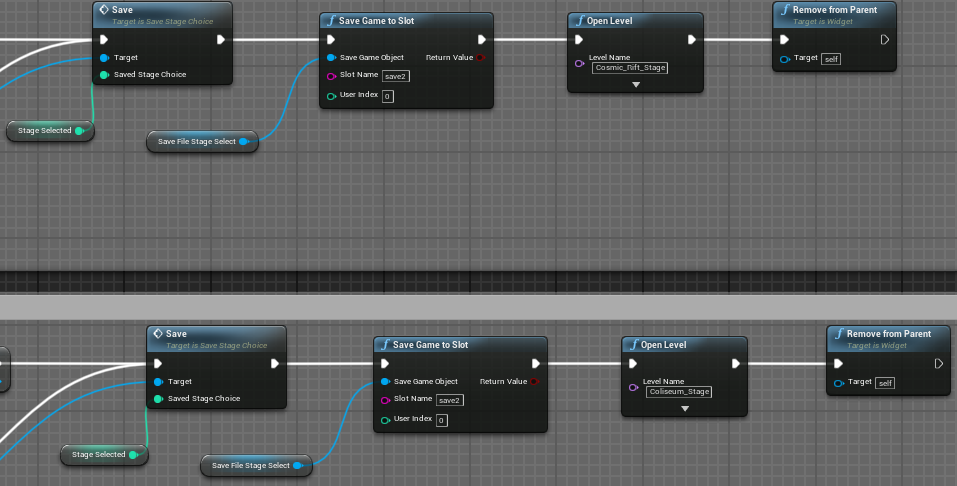 Save
Target is Save Stage Choice
Target
Saved Stage Choice
Stage Selected
Save Game to Slot
Save Game Object
Return Value
Slot Name save2
User Index 0
Save File Stage Select
Open Level
Level Name
Cosmic_Rift_Stage
Remove from Parent
Target is Widget
Target self
Save
Target is Save Stage Choice
Target
Saved Stage Choice
Stage Selected
Save Game to Slot
Save Game Object
Return Value
Slot Name save2
User Index 0
Save File Stage Select
Open Level
Level Name
Coliseum_Stage
Remove from Parent
Target is Widget
Target self